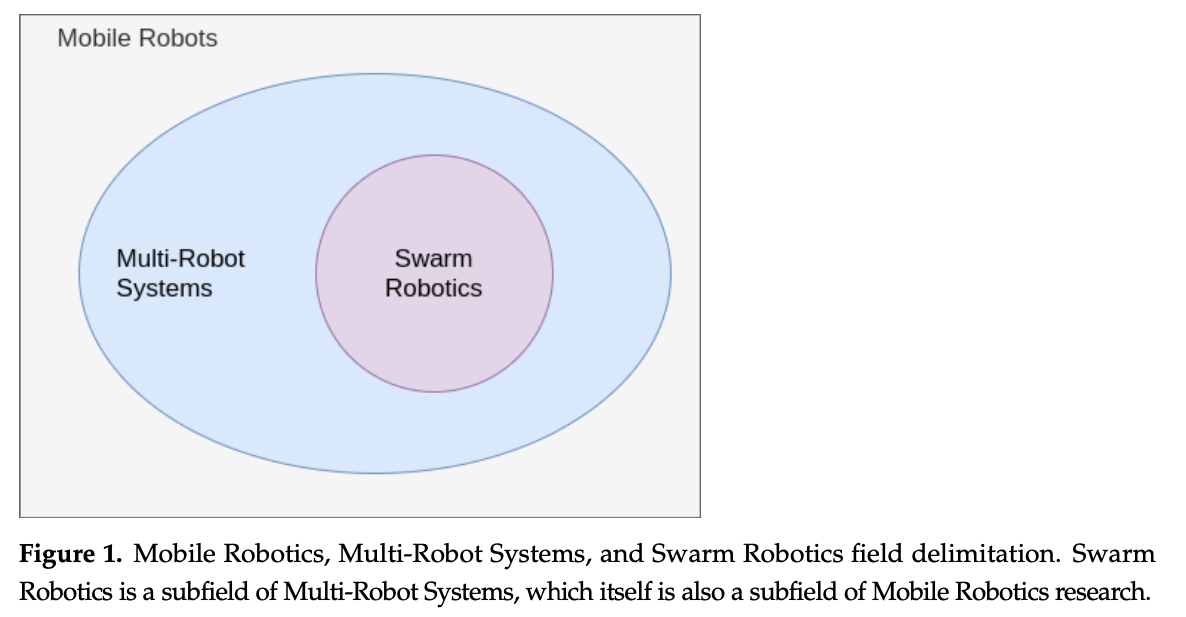 Mobile Robots
Multi-Robot
Systems
Swarm
Robotics
Figure 1. Mobile Robotics, Multi-Robot Systems, and Swarm Robotics field delimitation. Swarm
Robotics is a subfield of Multi-Robot Systems, which itself is also a subfield of Mobile Robotics research.